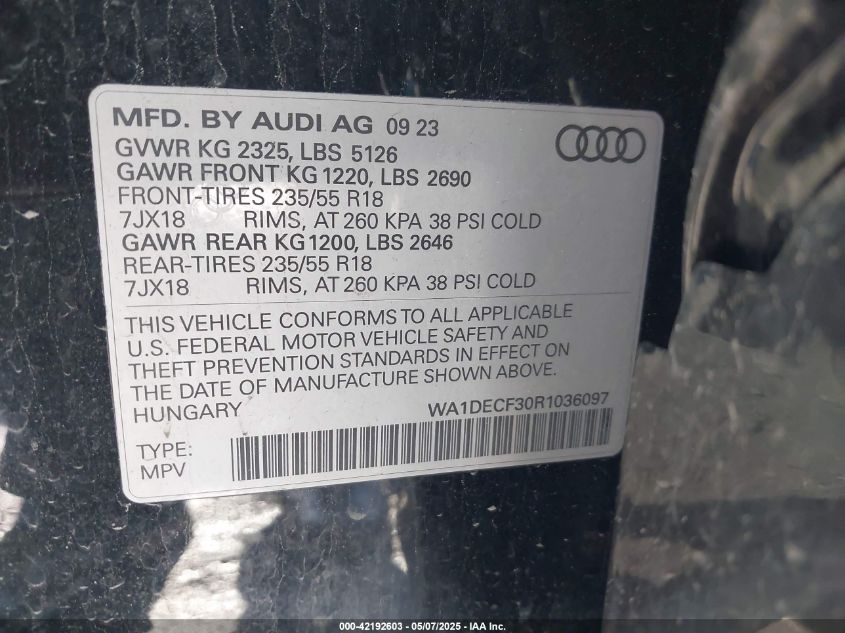 MFD. BY AUDI AG 09 23
GVWR KG 2325, LBS 5126
GAWR FRONT KG 1220, LBS 2690
FRONT-TIRES 235/55 R18
7JX18 RIMS, AT 260 KPA 38 PSI COLD
GAWR REAR KG 1200, LBS 2646
REAR-TIRES 235/55 R18
7JX18 RIMS, AT 260 KPA 38 PSI COLD
THIS VEHICLE CONFORMS TO ALL APPLICABLE
U.S. FEDERAL MOTOR VEHICLE SAFETY AND
THEFT PREVENTION STANDARDS IN EFFECT ON
THE DATE OF MANUFACTURE SHOWN ABOVE.
HUNGARY WA1DECF30R1036097
TYPE:
MPV
000-42192603 - 05/07/2025 - IAA Inc.